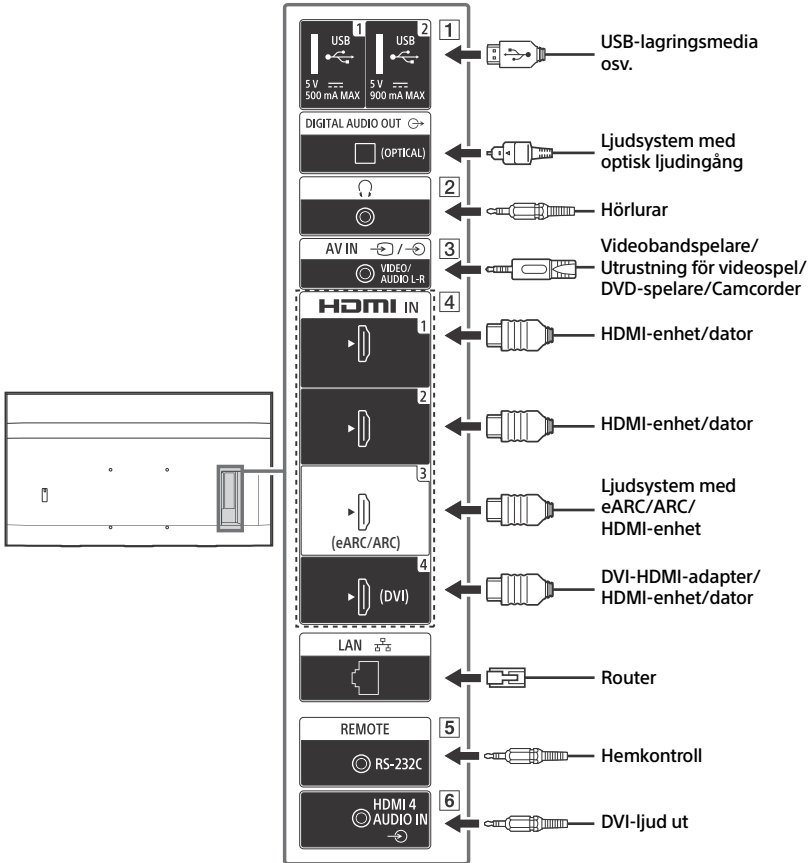 1 2 1
USB USB
5 V 5 V
500 mA MAX 900 mA MAX
USB-lagringsmedia
osv.
DIGITAL AUDIO OUT
(OPTICAL)
Ljudsystem med
optisk ljudingång
2
Hörlurar
AV IN / 3
VIDEO/
AUDIO L-R
Videobandspelare/
Utrustning för videospel/
DVD-spelare/Camcorder
HDMI IN 4
1
HDMI-enhet/dator
2
HDMI-enhet/dator
3
(eARC/ARC)
Ljudsystem med
eARC/ARC/
HDMI-enhet
4
(DVI)
DVI-HDMI-adapter/
HDMI-enhet/dator
LAN
Router
REMOTE 5
RS-232C
Hemkontroll
HDMI 4 6
AUDIO IN
DVI-ljud ut